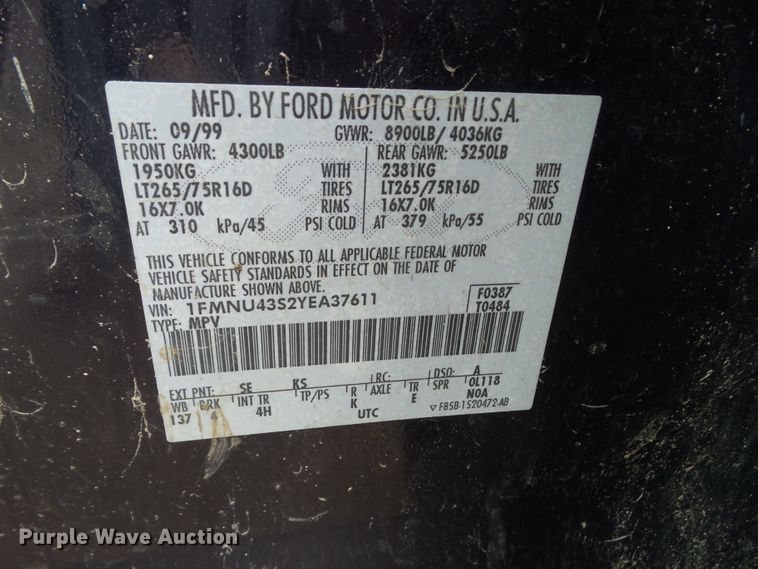 MFD. BY FORD MOTOR CO. IN U.S.A.
DATE: 09/99 GVWR: 8900LB/ 4036KG
FRONT GAWR: 4300LB REAR GAWR: 5250LB
1950KG WITH 2381KG WITH
LT265/75R16D TIRES LT265/75R16D TIRES
16X7.0K RIMS 16X7.0K RIMS
AT 310 kPa/45 PSI COLD AT 379 kPa/55 PSI COLD
THIS VEHICLE CONFORMS TO ALL APPLICABLE FEDERAL MOTOR
VEHICLE SAFETY STANDARDS IN EFFECT ON THE DATE OF
MANUFACTURE SHOWN ABOVE.
VIN: 1FMNU43S2YEA37611 F0387
TYPE: MPV T0484
EXT PNT: SE KS RC: DSO: A
WB BRK INT TR TP/PS R AXLE TR SPR 0L118
137 4 4H K E N0A
UTC ▽ F85B-1520472-AB
Purple Wave Auction